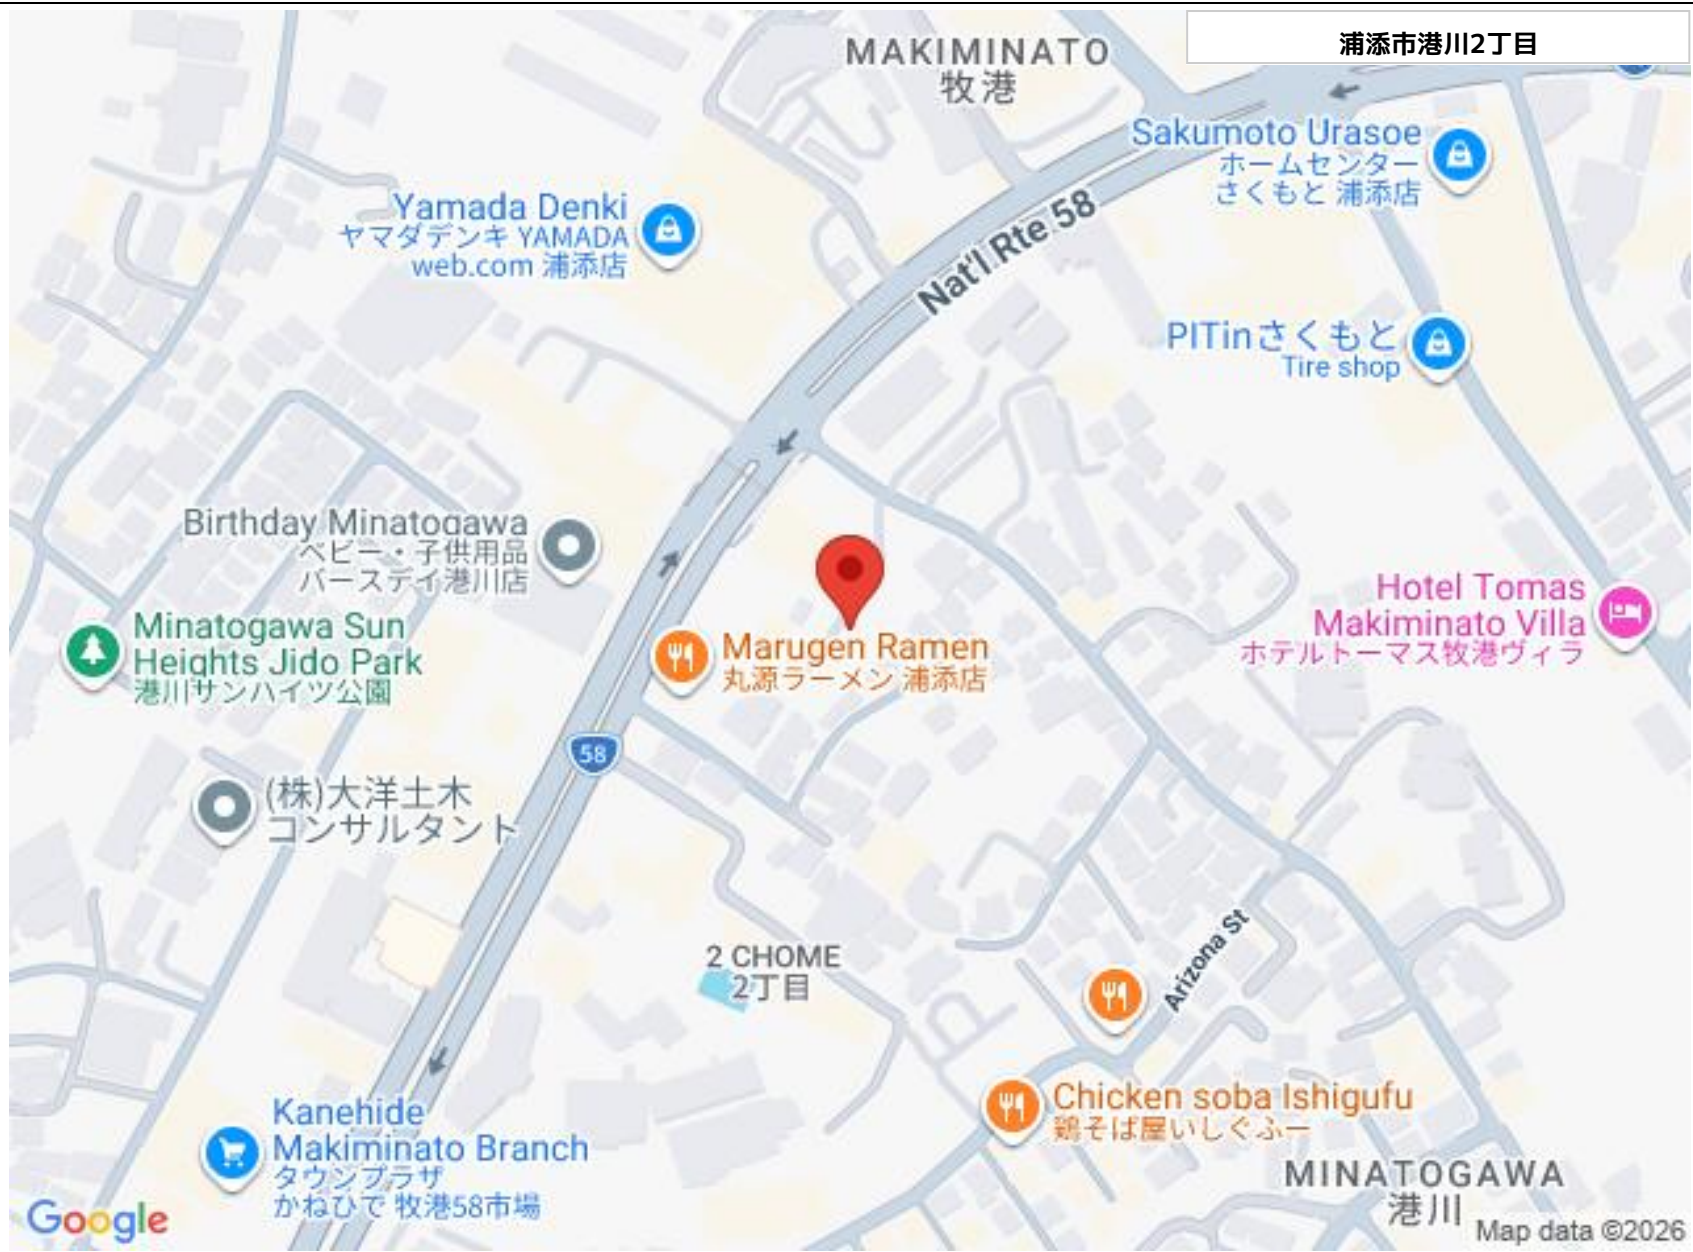 浦添市港川2丁目
MAKIMINATO
牧港
Sakumoto Urasoe
ホームセンター
さくもと 浦添店
Yamada Denki
ヤマダデンキ YAMADA
web.com 浦添店
Nat'l Rte 58
PITinさくもと
Tire shop
Birthday Minatogawa
ベビー・子供用品
バースデイ港川店
Hotel Tomas
Makiminato Villa
ホテルトーマス牧港ヴィラ
Minatogawa Sun
Heights Jido Park
港川サンハイツ公園
Marugen Ramen
丸源ラーメン 浦添店
58
(株)大洋土木
コンサルタント
2 CHOME
2丁目
Arizona St
Chicken soba Ishigufu
鶏そば屋いしぐふー
Kanehide
Makiminato Branch
タウンプラザ
かねひで 牧港58市場
MINATOGAWA
港川
Google
Map data ©2026